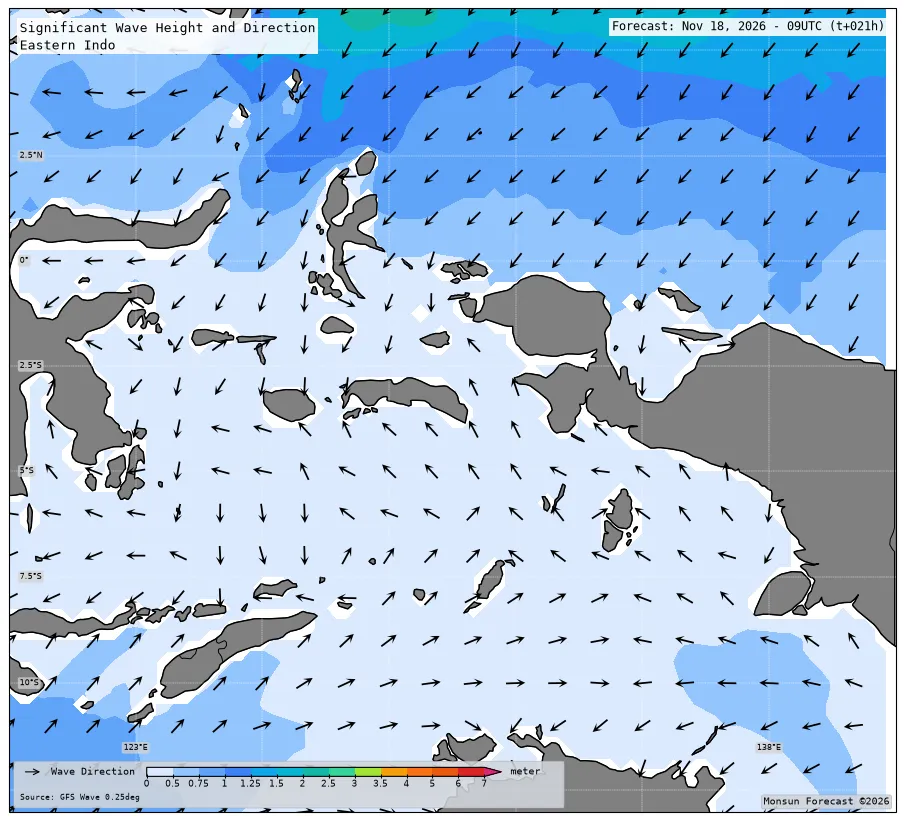 Significant Wave Height and Direction
Eastern Indo
Forecast: Nov 18, 2026 - 09UTC (t+021h)
2.5°N
0°
2.5°S
5°S
7.5°S
10°S
123°E
138°E
Wave Direction
0 0.5 0.75 1 1.25 1.5 2 2.5 3 3.5 4 5 6 7
meter
Source: GFS Wave 0.25deg
Monsun Forecast ©2026